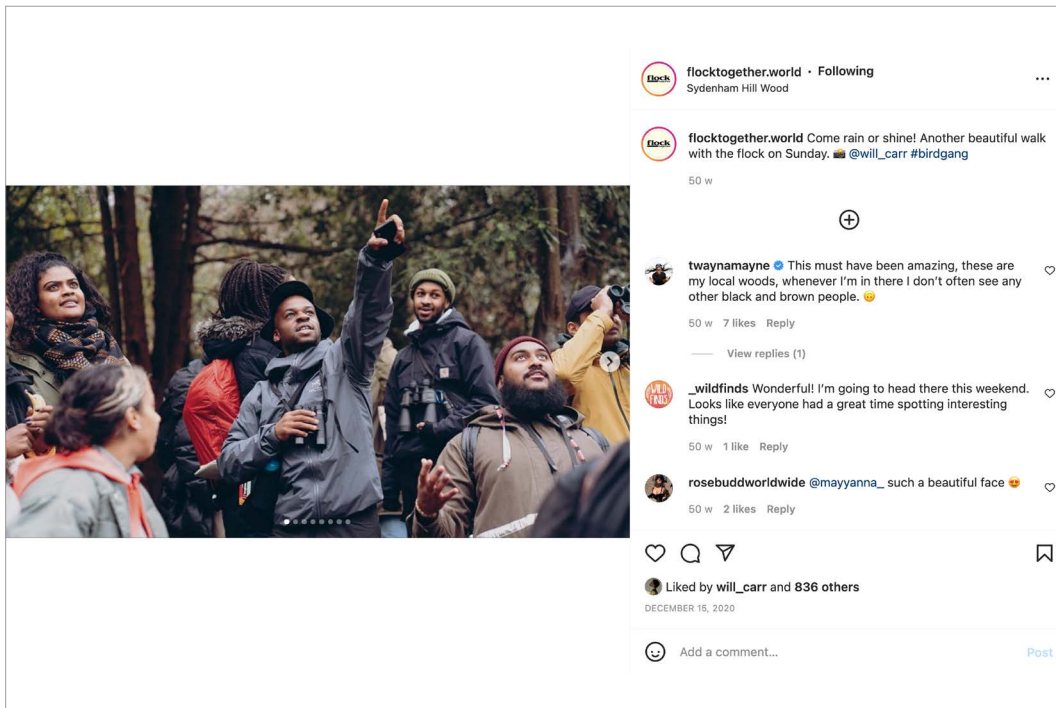 flock
flocktogether.world • Following
Sydenham Hill Wood
flock
flocktogether.world Come rain or shine! Another beautiful walk
with the flock on Sunday. 📸 @will_carr #birdgang
50 w
twaynamayne This must have been amazing, these are
my local woods, whenever I'm in there I don't often see any
other black and brown people. 🙃
50 w 7 likes Reply
View replies (1)
WILD
FINDS
_wildfinds Wonderful! I'm going to head there this weekend.
Looks like everyone had a great time spotting interesting
things!
50 w 1 like Reply
rosebuddworldwide @mayyanna_ such a beautiful face 😍
50 w 2 likes Reply
Liked by will_carr and 836 others
DECEMBER 15, 2020
Add a comment...
Post